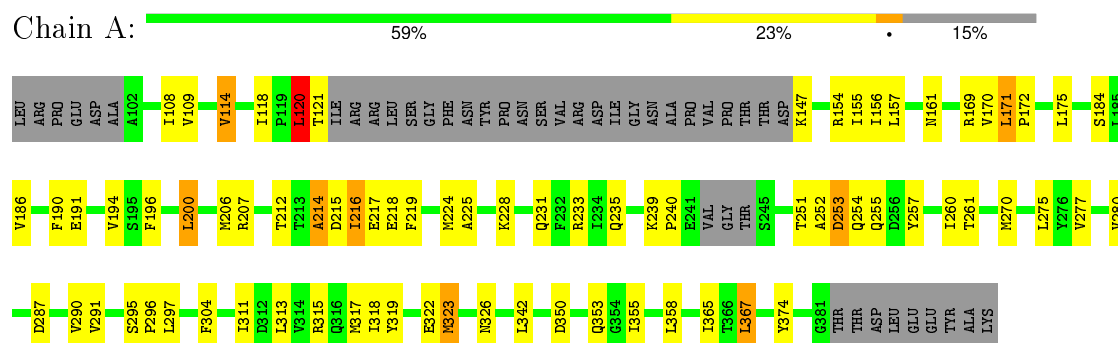 Chain A:
59% 23% • 15%
LEU ARG PRO GLU ASP ALA A102 I108 V109 V114 I118 P119 L120 T121 ILE ARG ARG LEU SER GLY PHE ASN TYR PRO ASN SER VAL ARG ASP ILE GLY ASN ALA PRO VAL PRO THR THR ASP K147 R154 I155 I156 L157 N161 R169 V170 L171 P172 L175 S184 L185
V186 F190 E191 V194 S195 F196 L200 M206 R207 T212 T213 A214 D215 I216 E217 E218 F219 M224 A225 K228 Q231 F232 R233 I234 Q235 K239 P240 E241 VAL GLY THR S245 T251 A252 D253 Q254 Q255 D256 Y257 I260 T261 M270 L275 Y276 V277 V280
D287 V290 V291 S295 P296 L297 F304 I311 D312 L313 V314 R315 Q316 M317 I318 Y319 E322 M323 N326 L342 D350 Q353 G354 I355 L358 I365 T366 L367 Y374 G381 THR THR ASP LEU GLU GLU TYR ALA LYS